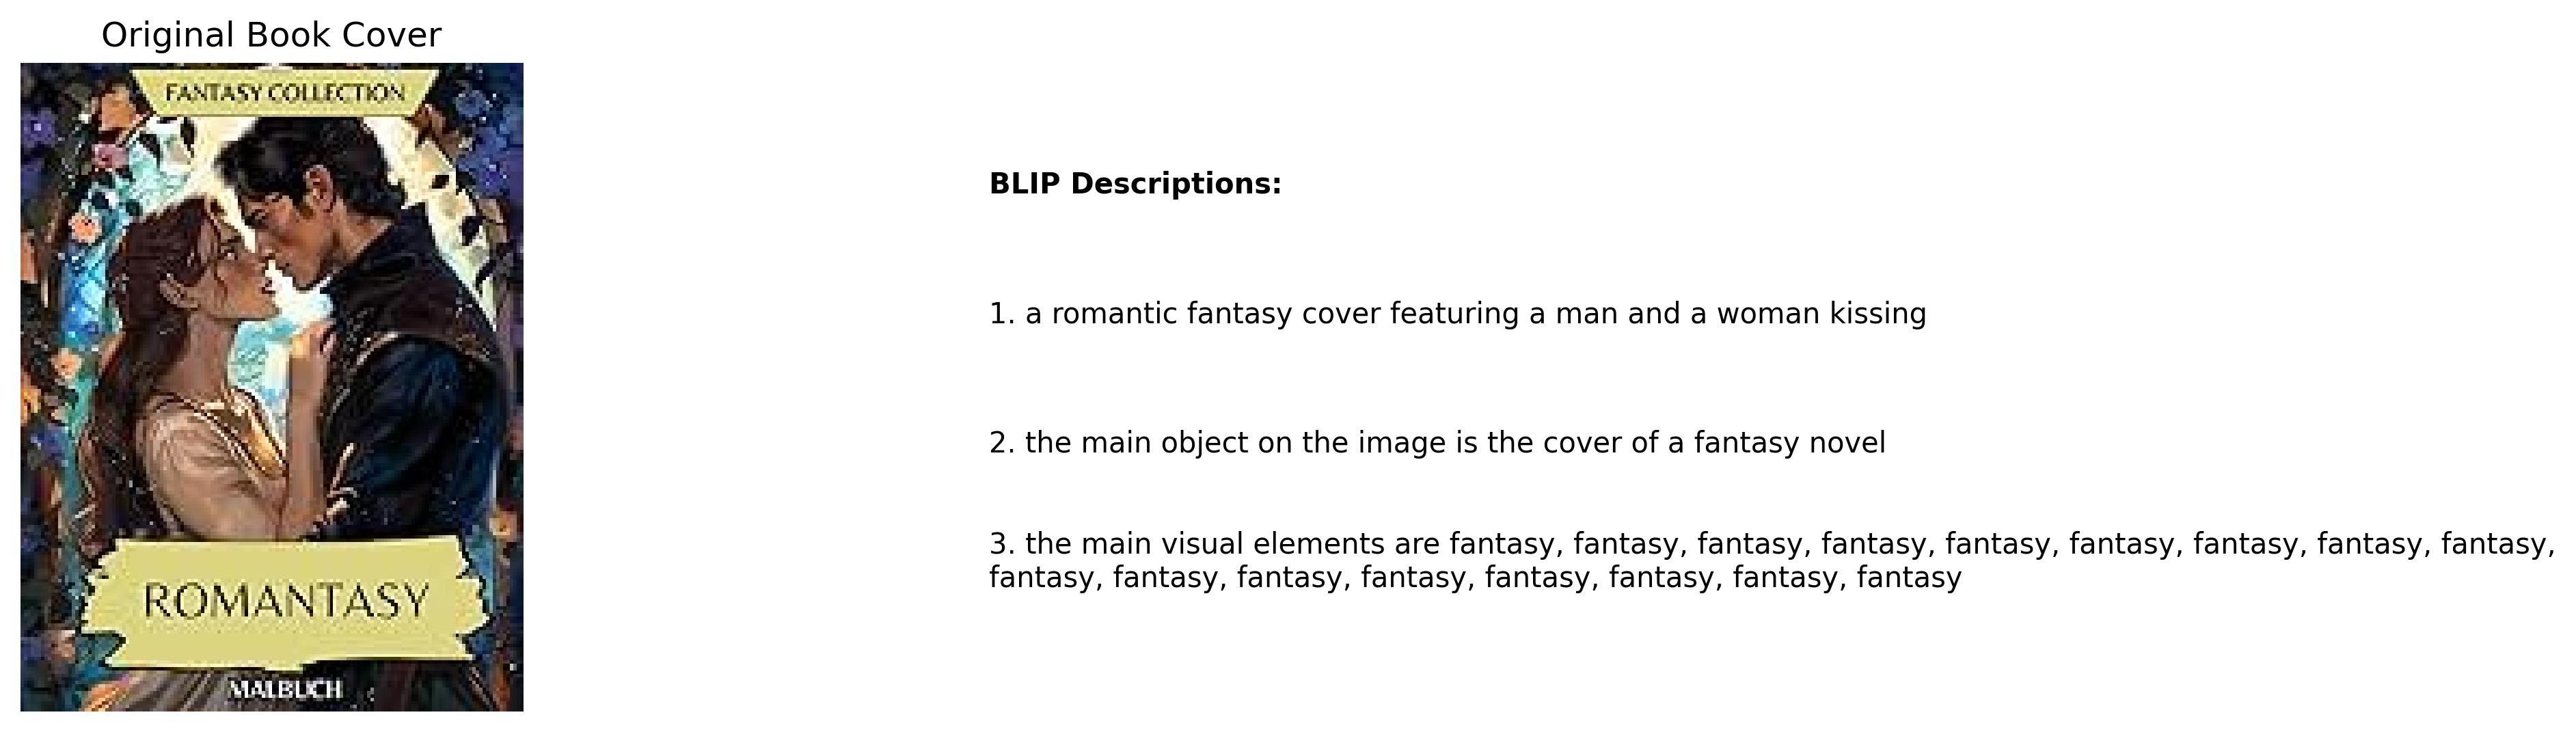 Original Book Cover
FANTASY COLLECTION
ROMANTASY
MALBUCH
BLIP Descriptions:
1. a romantic fantasy cover featuring a man and a woman kissing
2. the main object on the image is the cover of a fantasy novel
3. the main visual elements are fantasy, fantasy, fantasy, fantasy, fantasy, fantasy, fantasy, fantasy, fantasy,
fantasy, fantasy, fantasy, fantasy, fantasy, fantasy, fantasy, fantasy